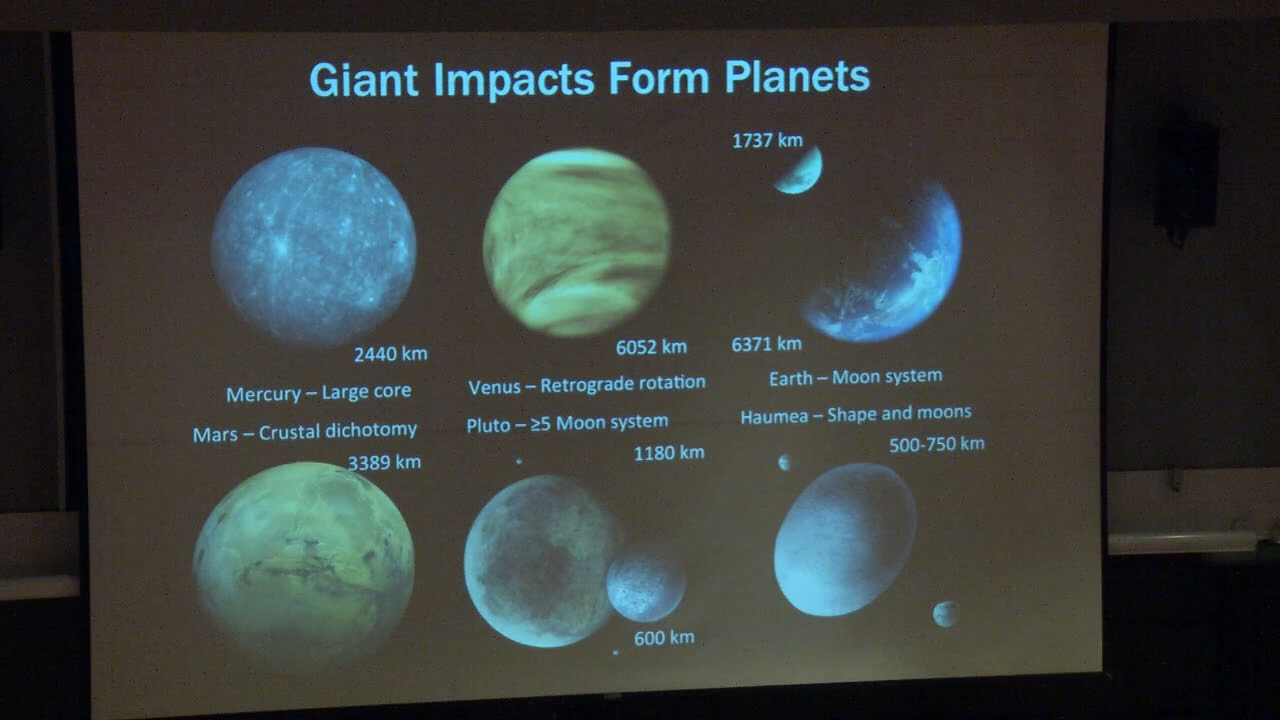 Giant Impacts Form Planets
1737 km
2440 km
6052 km
6371 km
Mercury – Large core
Venus – Retrograde rotation
Earth – Moon system
Mars – Crustal dichotomy
Pluto – ≥5 Moon system
Haumea – Shape and moons
3389 km
1180 km
500-750 km
600 km